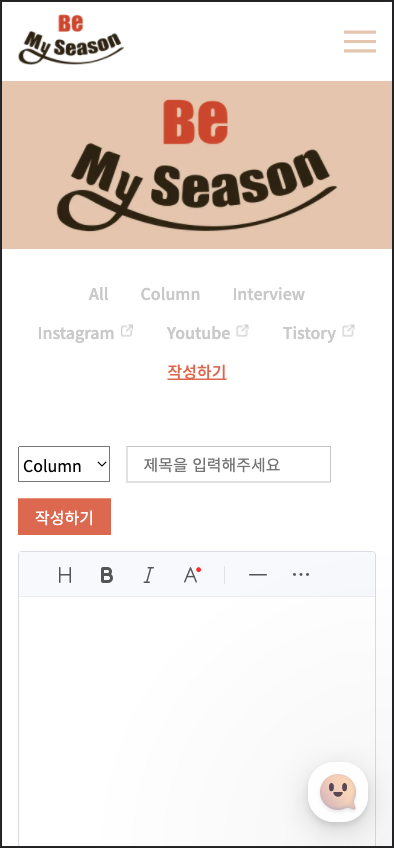 Be
My Season
Be
My Season
All Column Interview
Instagram Youtube Tistory
작성하기
Column 제목을 입력해주세요
작성하기
H B I A